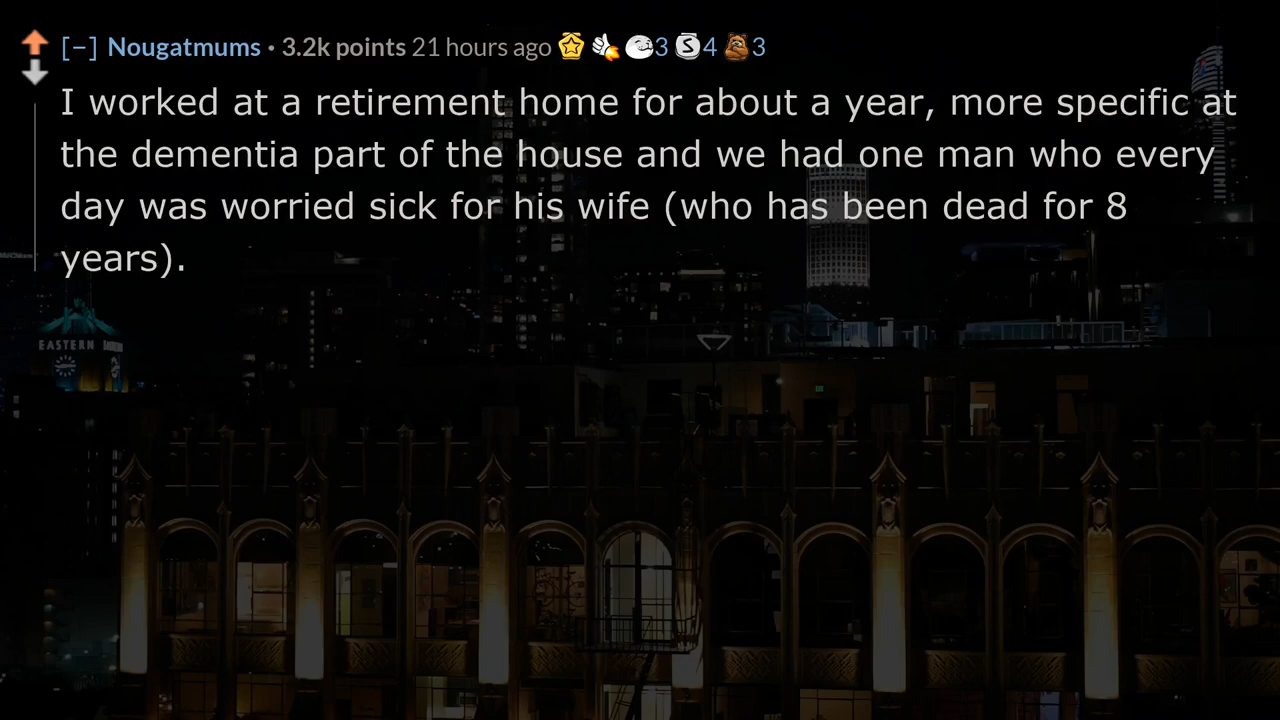 [–] Nougatmums • 3.2k points 21 hours ago 3 S 4 3
I worked at a retirement home for about a year, more specific at
the dementia part of the house and we had one man who every
day was worried sick for his wife (who has been dead for 8
years).
EASTERN